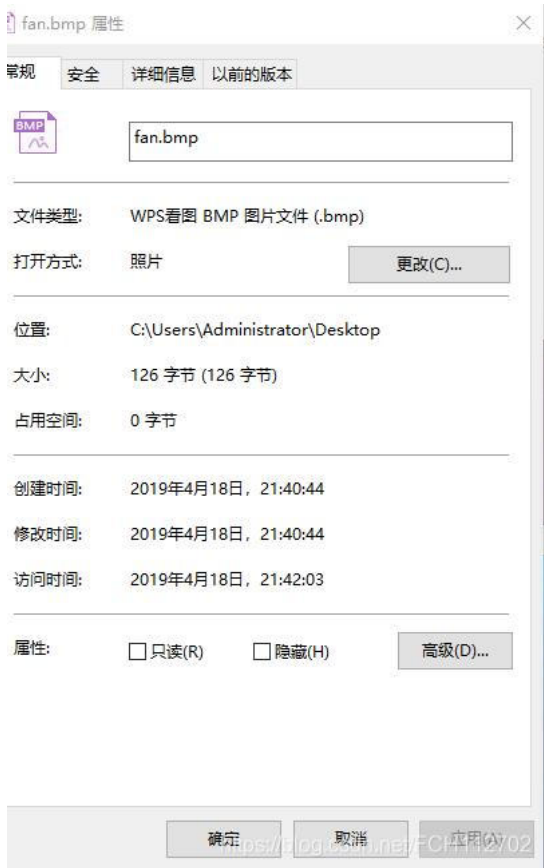 fan.bmp 属性
常规 安全 详细信息 以前的版本
BMP
fan.bmp
文件类型: WPS看图 BMP 图片文件 (.bmp)
打开方式: 照片 更改(C)...
位置: C:\Users\Administrator\Desktop
大小: 126 字节 (126 字节)
占用空间: 0 字节
创建时间: 2019年4月18日，21:40:44
修改时间: 2019年4月18日，21:40:44
访问时间: 2019年4月18日，21:42:03
属性: 只读(R) 隐藏(H) 高级(D)...
确定 取消 应用(A)
https://blog.csdn.net/FCH112702